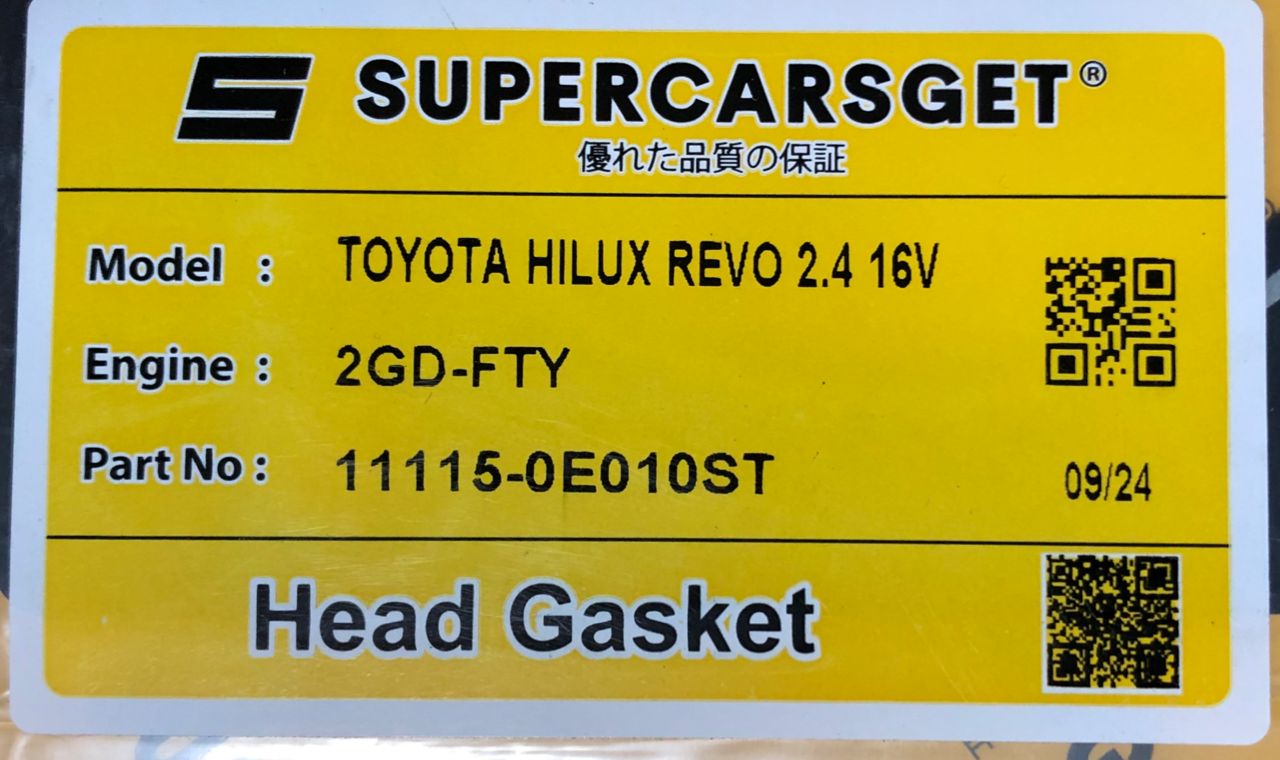 SUPERCARSGET®
優れた品質の保証
Model : TOYOTA HILUX REVO 2.4 16V
Engine : 2GD-FTY
Part No : 11115-0E010ST
09/24
Head Gasket